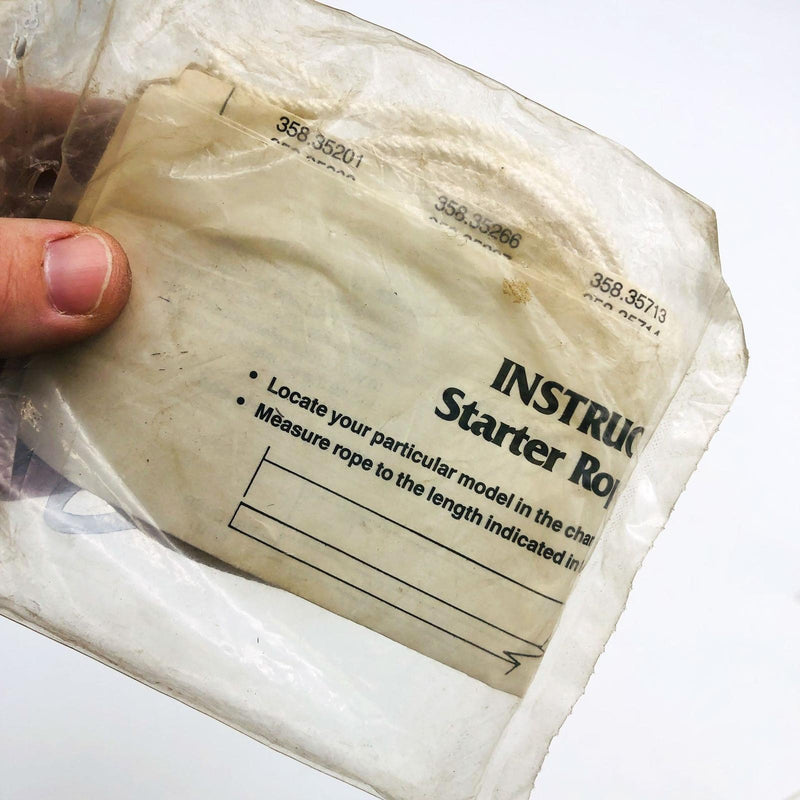 358.35201
358.35266
358.35713
INSTRUC
Starter Rop
• Locate your particular model in the char
• Measure rope to the length indicated in